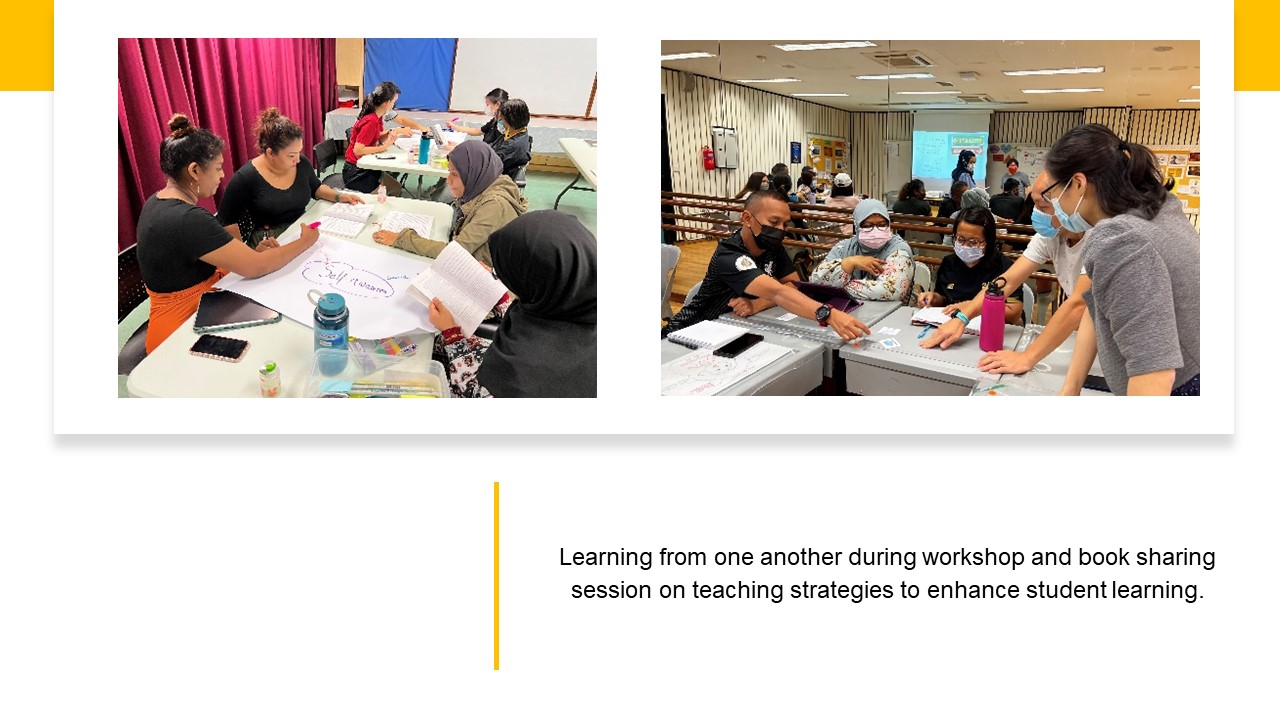 Self
Awareness
Learning from one another during workshop and book sharing
session on teaching strategies to enhance student learning.